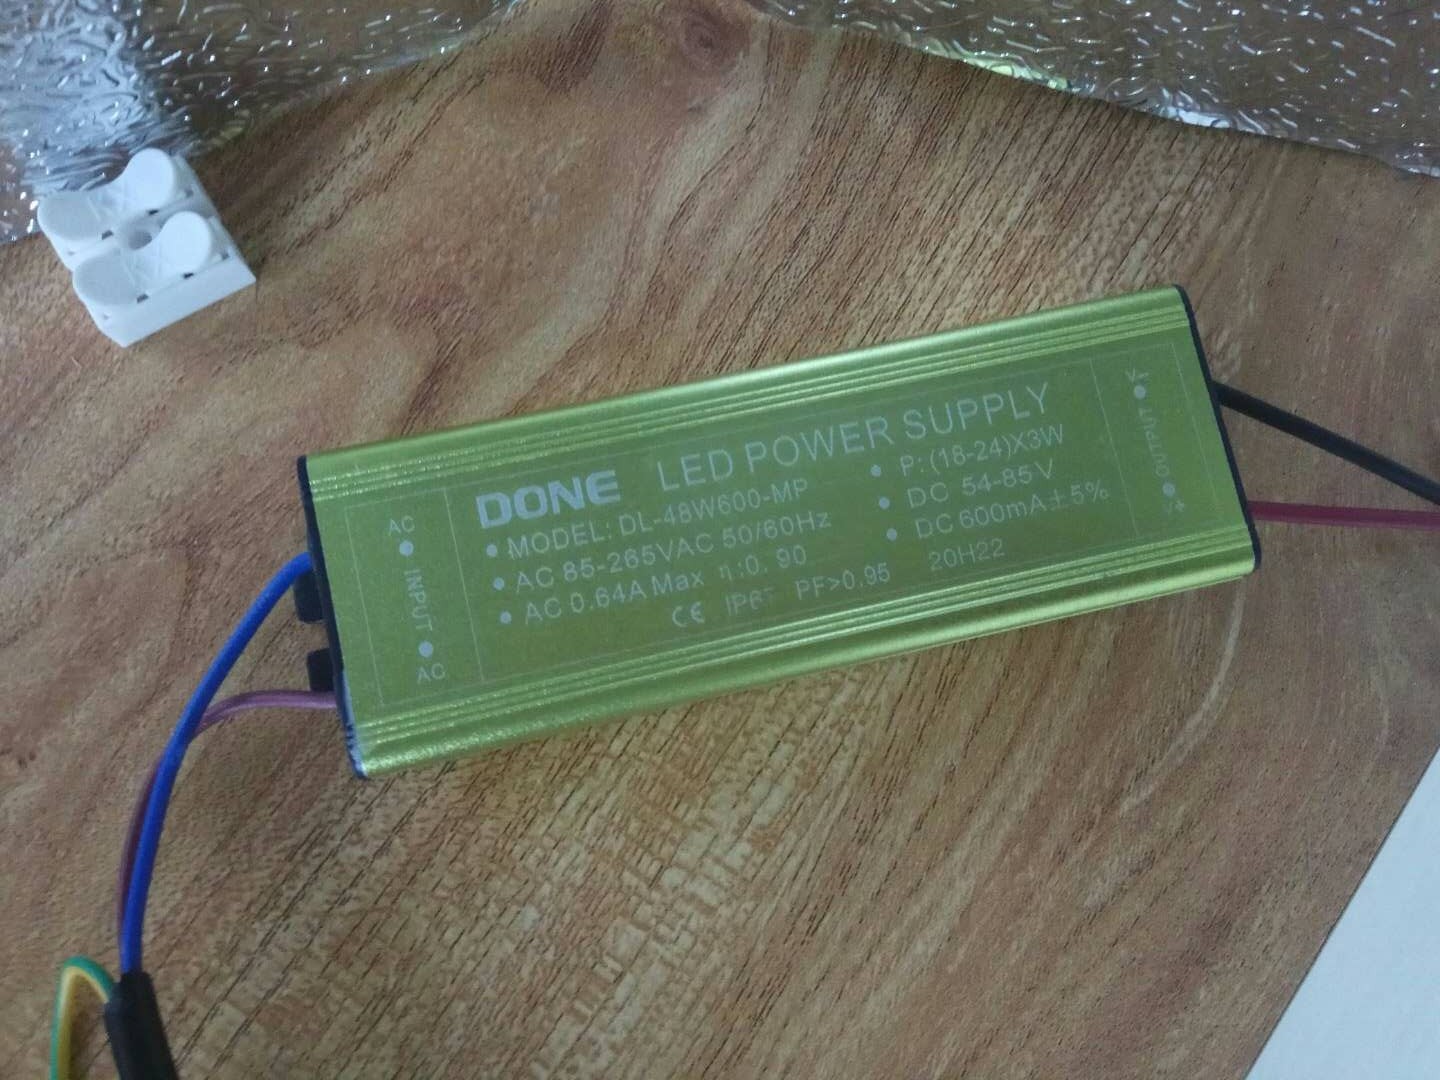 DONE LED POWER SUPPLY
• MODEL: DL-48W600-MP
• P: (18-24)X3W
• AC 85-265VAC 50/60Hz
• DC 54-85V
• AC 0.64A Max η:0. 90
• DC 600mA±5%
CE IP67 PF>0.95 20H22
AC
INPUT
AC
V-
OUTPUT
V+